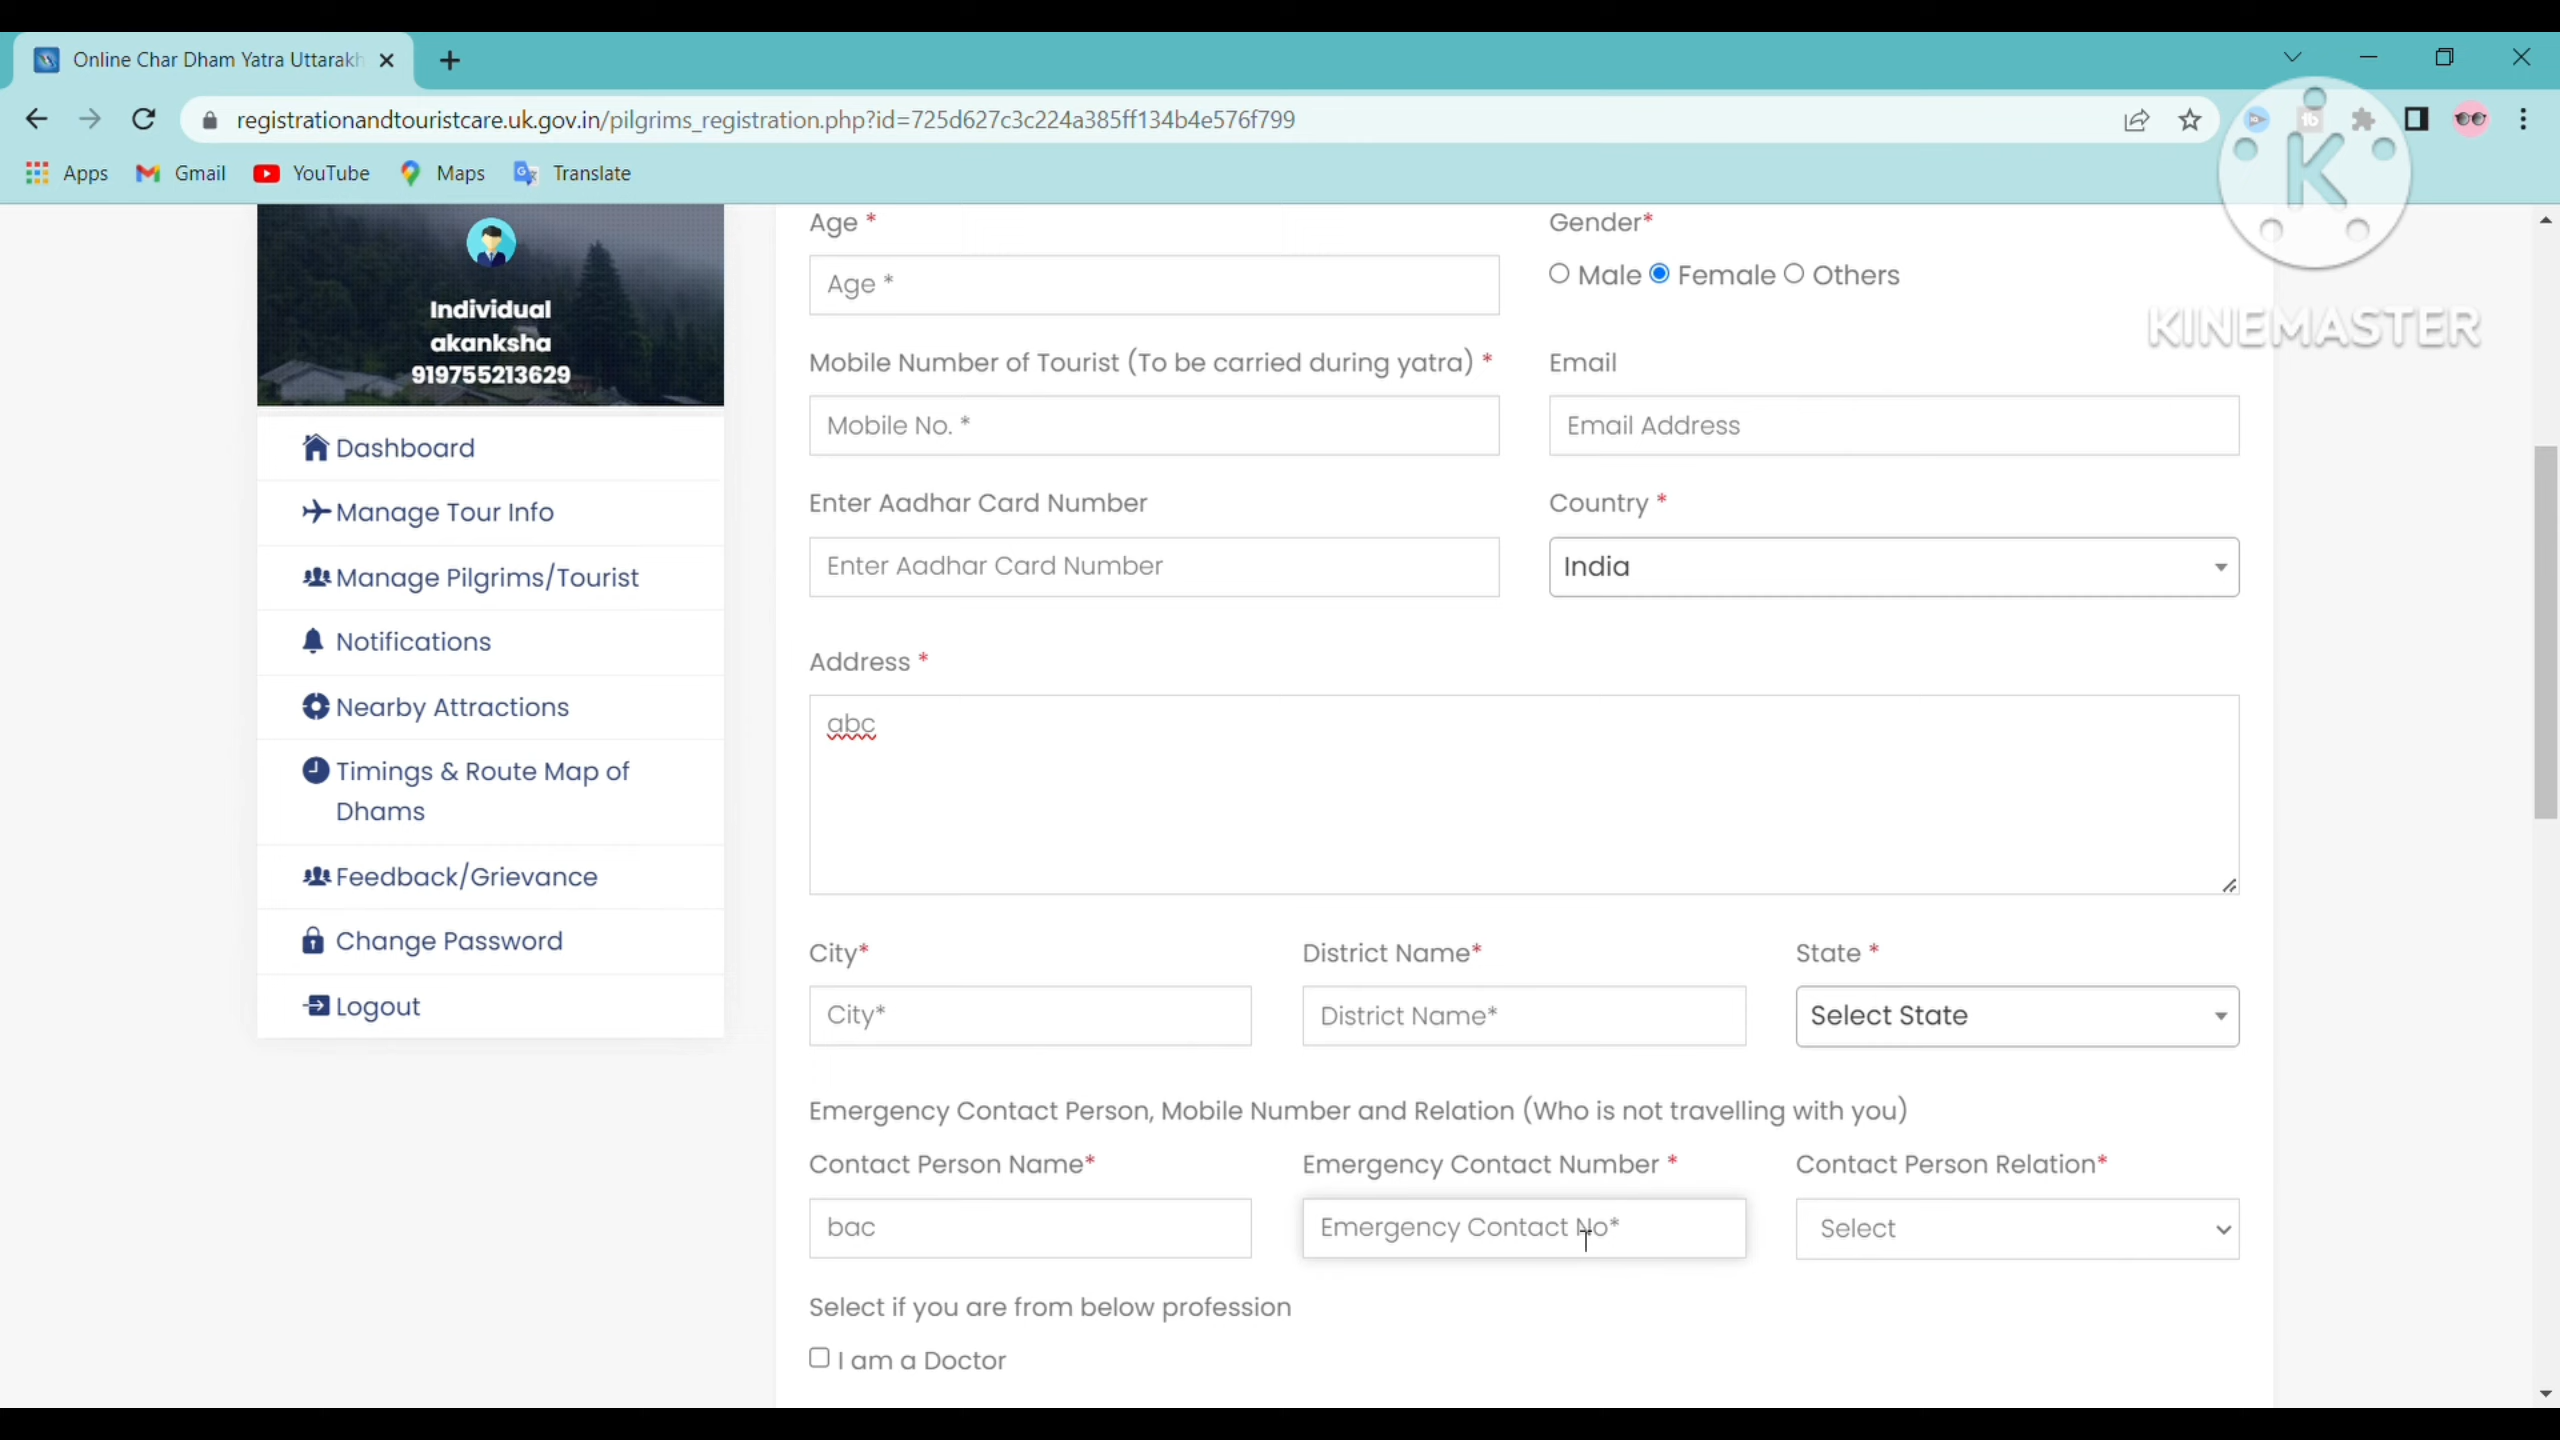 Online Char Dham Yatra Uttarakh
registrationandtouristcare.uk.gov.in/pilgrims_registration.php?id=725d627c3c224a385ff134b4e576f799
Apps Gmail YouTube Maps Translate
K
KINEMASTER
Individual
akanksha
919755213629
Dashboard
Manage Tour Info
Manage Pilgrims/Tourist
Notifications
Nearby Attractions
Timings & Route Map of
Dhams
Feedback/Grievance
Change Password
Logout
Age * Gender*
Age * Male Female Others
Mobile Number of Tourist (To be carried during yatra) * Email
Mobile No. * Email Address
Enter Aadhar Card Number Country *
Enter Aadhar Card Number India
Address *
abc
City* District Name* State *
City* District Name* Select State
Emergency Contact Person, Mobile Number and Relation (Who is not travelling with you)
Contact Person Name* Emergency Contact Number * Contact Person Relation*
bac Emergency Contact No* Select
Select if you are from below profession
I am a Doctor